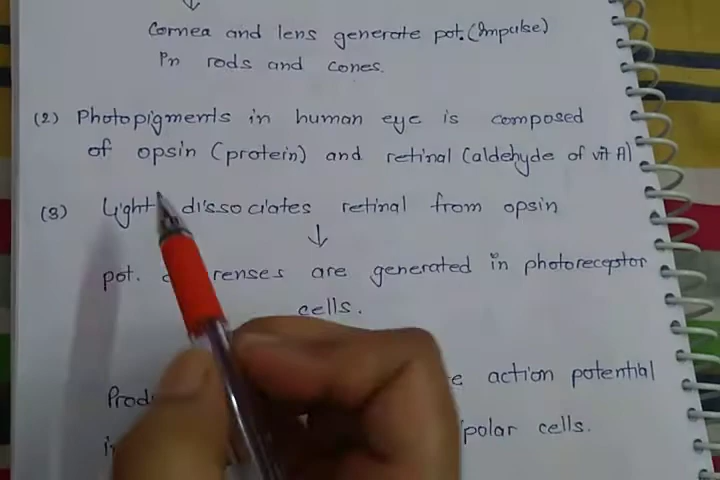 Cornea and lens generate pot. (Impulse)
In rods and cones.
(2) Photopigments in human eye is composed
of opsin (protein) and retinal (aldehyde of vit A)
(3) Light dissociates retinal from opsin
↓
pot. are generated in photoreceptor
cells.
action potential
cells.